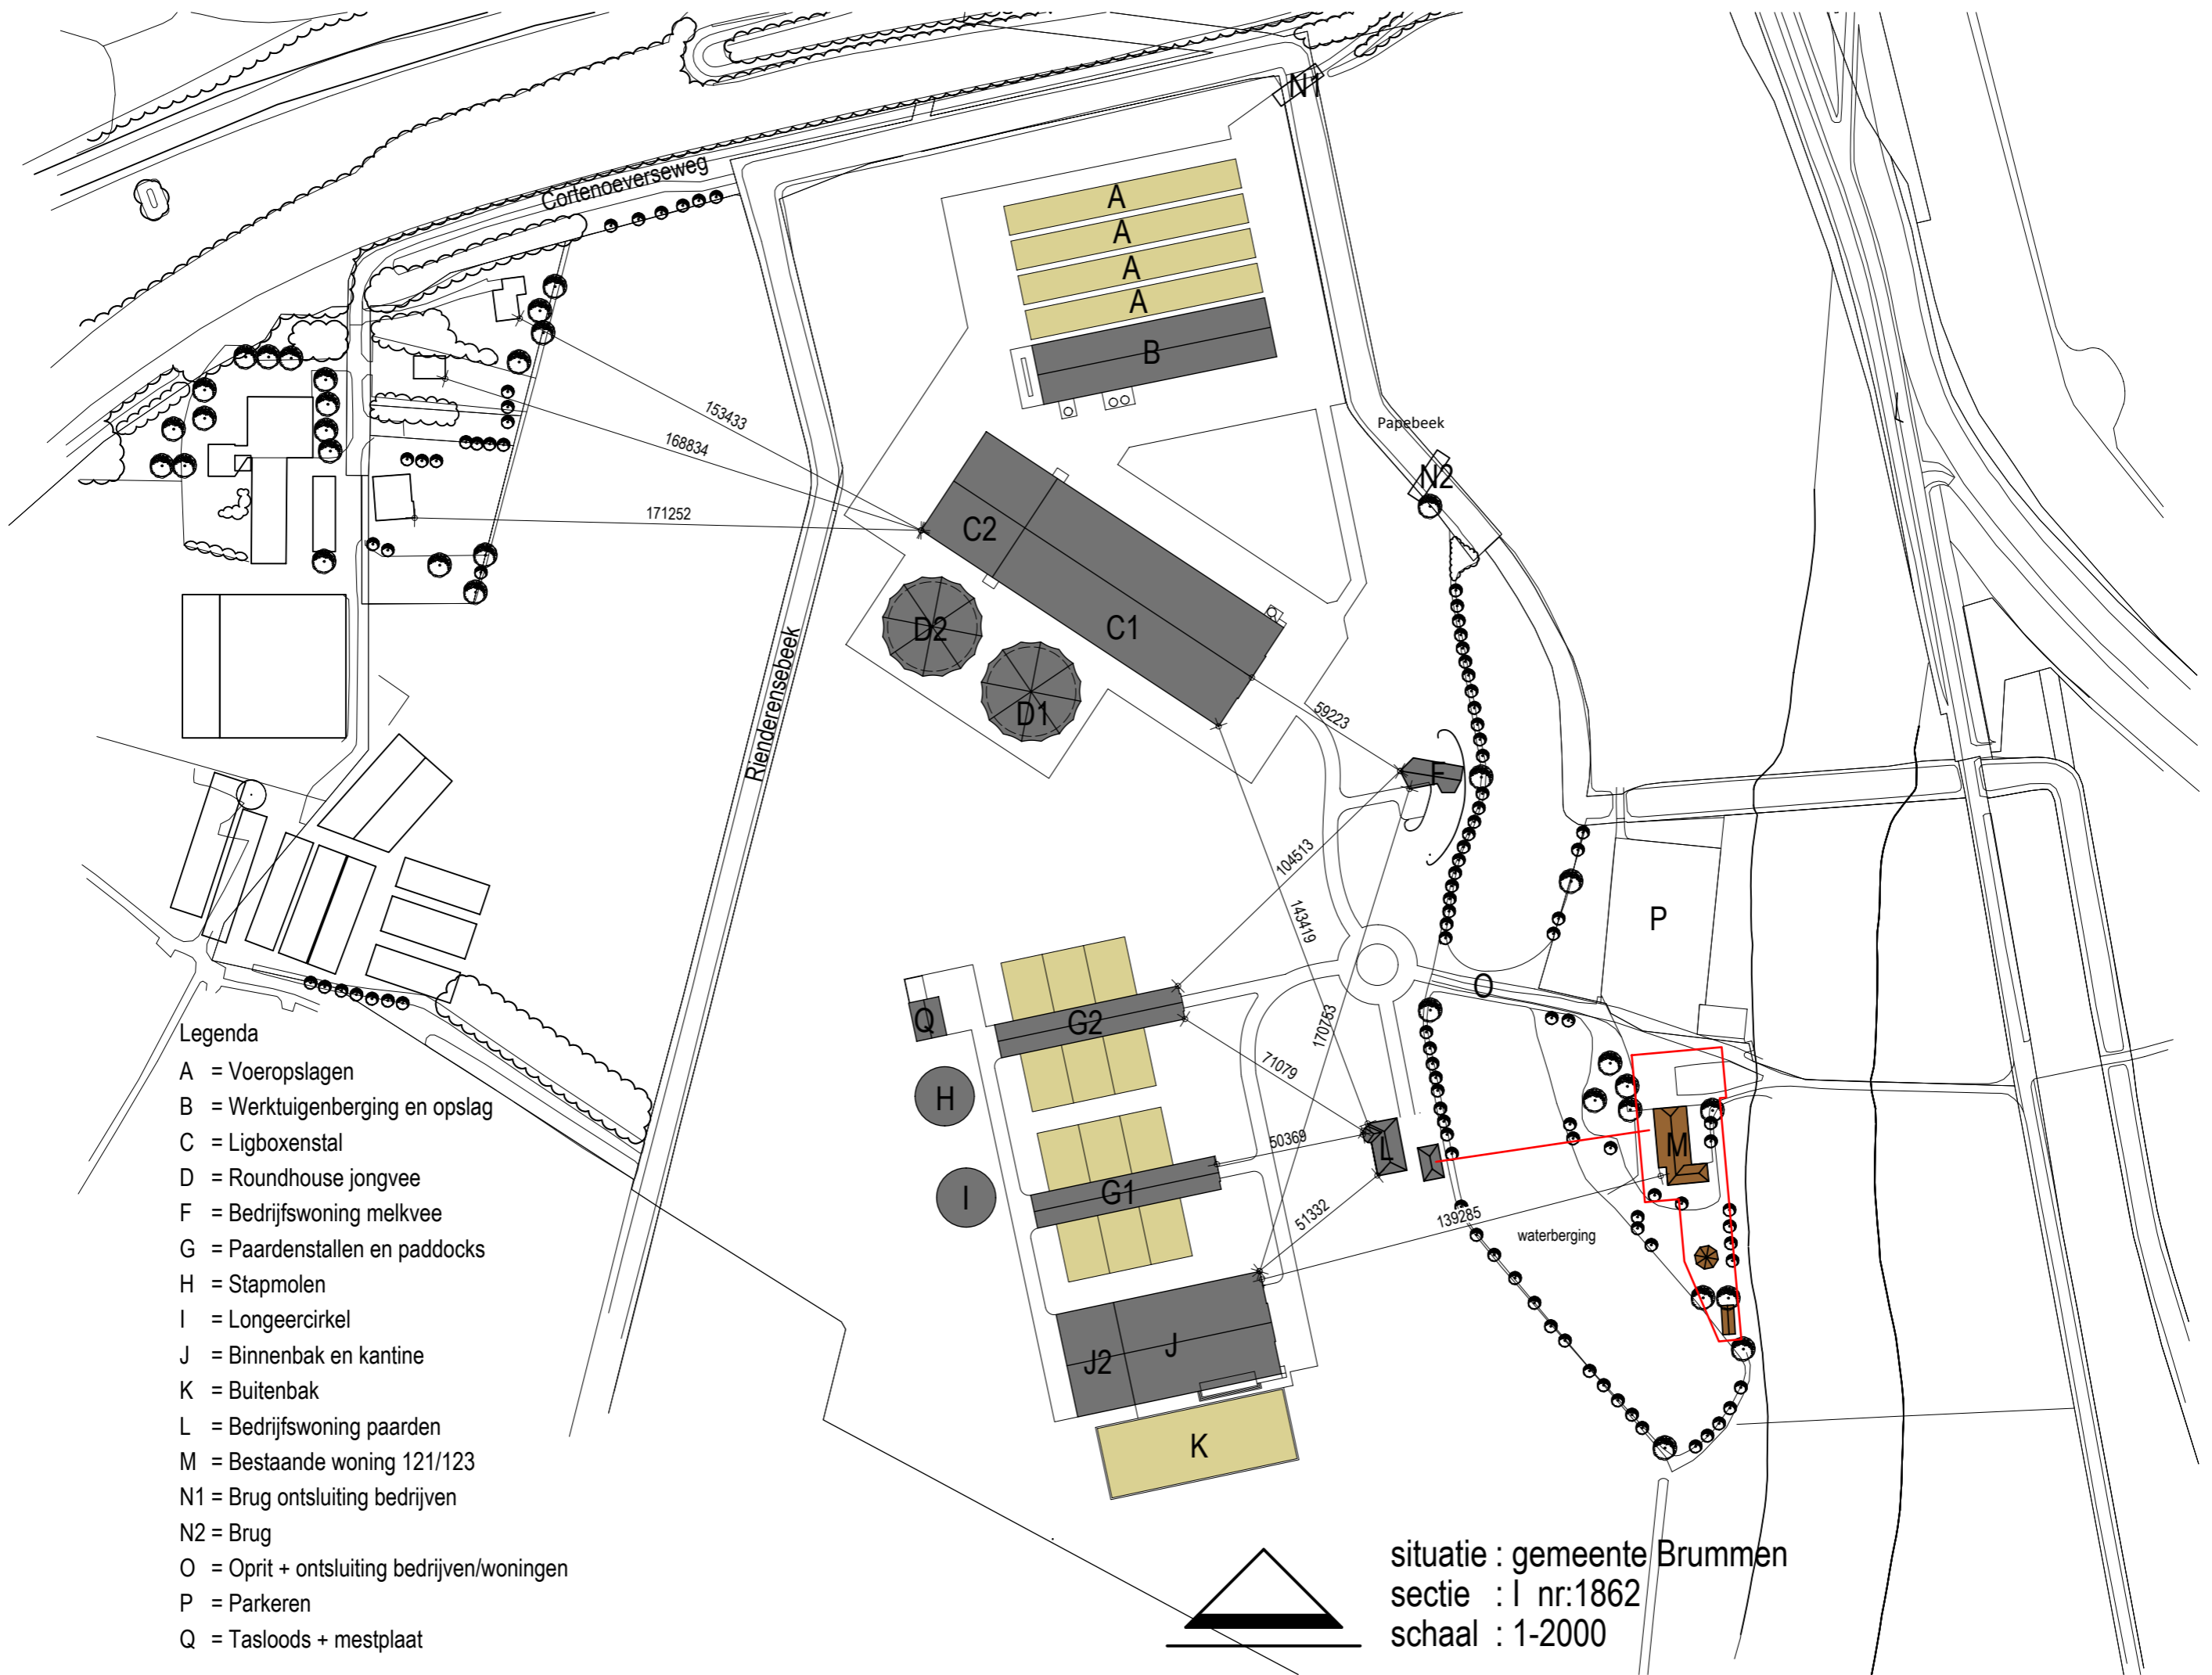 N1
Cortenoeverseweg
A
A
A
A
B
Papebeek
153433
168834
N2
171252
C2
C1
D2
D1
Rienderensebeek
59223
F
104513
143419
P
O
Q
G2
170753
71079
H
50369
L
M
I
G1
51332
139285
waterberging
J2
J
K
Legenda
A = Voeropslagen
B = Werktuigenberging en opslag
C = Ligboxenstal
D = Roundhouse jongvee
F = Bedrijfswoning melkvee
G = Paardenstallen en paddocks
H = Stapmolen
I = Longeercirkel
J = Binnenbak en kantine
K = Buitenbak
L = Bedrijfswoning paarden
M = Bestaande woning 121/123
N1 = Brug ontsluiting bedrijven
N2 = Brug
O = Oprit + ontsluiting bedrijven/woningen
P = Parkeren
Q = Tasloods + mestplaat
situatie : gemeente Brummen
sectie : I nr:1862
schaal : 1-2000